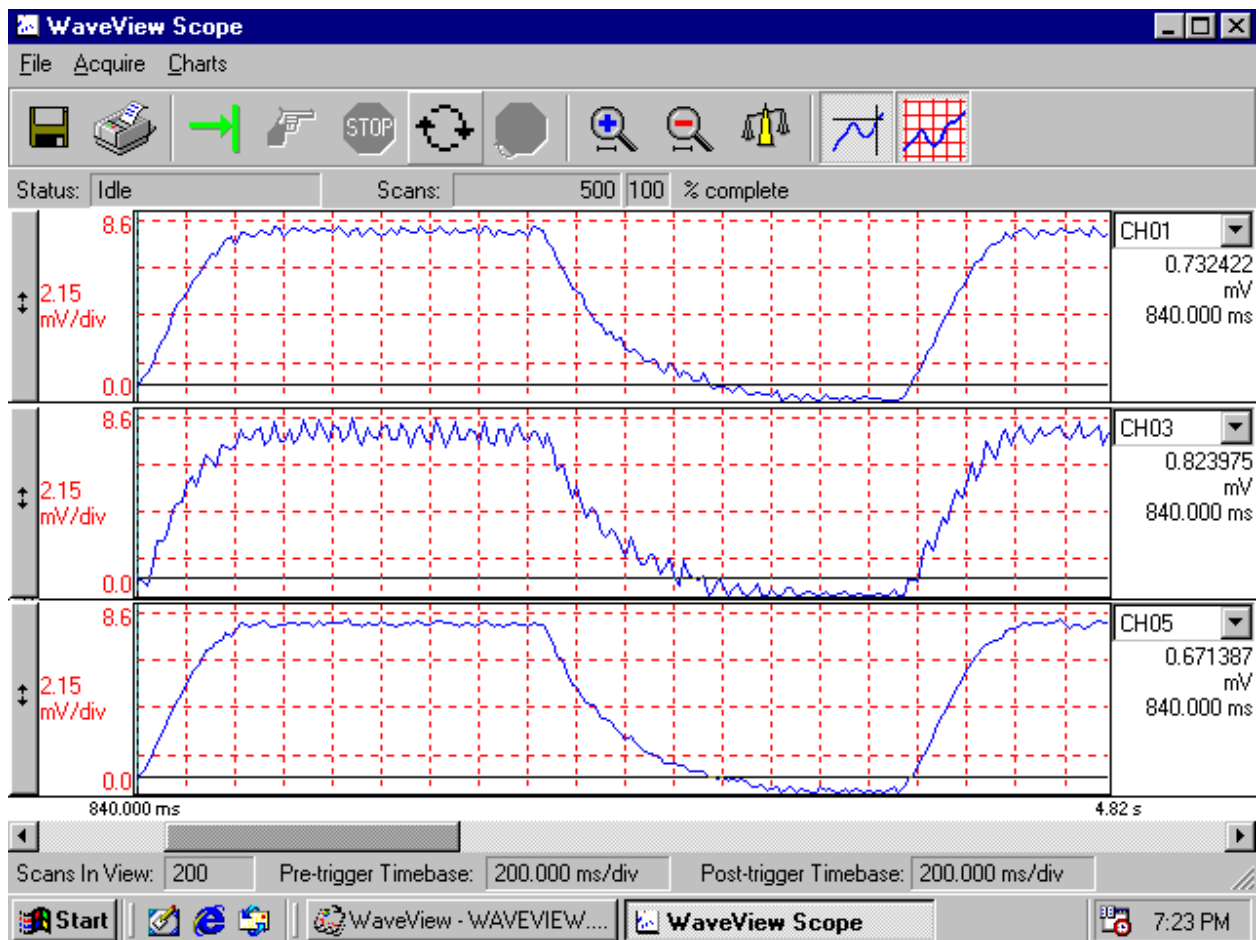 WaveView Scope
File Acquire Charts
STOP
Status: Idle Scans: 500 100 % complete
8.6
2.15
mV/div
0.0
CH01
0.732422
mV
840.000 ms
8.6
2.15
mV/div
0.0
CH03
0.823975
mV
840.000 ms
8.6
2.15
mV/div
0.0
CH05
0.671387
mV
840.000 ms
840.000 ms 4.82 s
Scans In View: 200 Pre-trigger Timebase: 200.000 ms/div Post-trigger Timebase: 200.000 ms/div
Start WaveView - WAVEVIEW.... WaveView Scope 7:23 PM